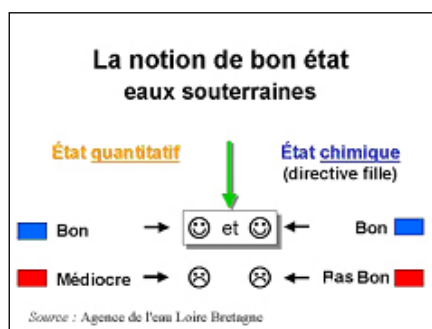 La notion de bon état
eaux souterraines
État quantitatif
État chimique
(directive fille)
Bon
et
Bon
Médiocre
Pas Bon
Source : Agence de l'eau Loire Bretagne